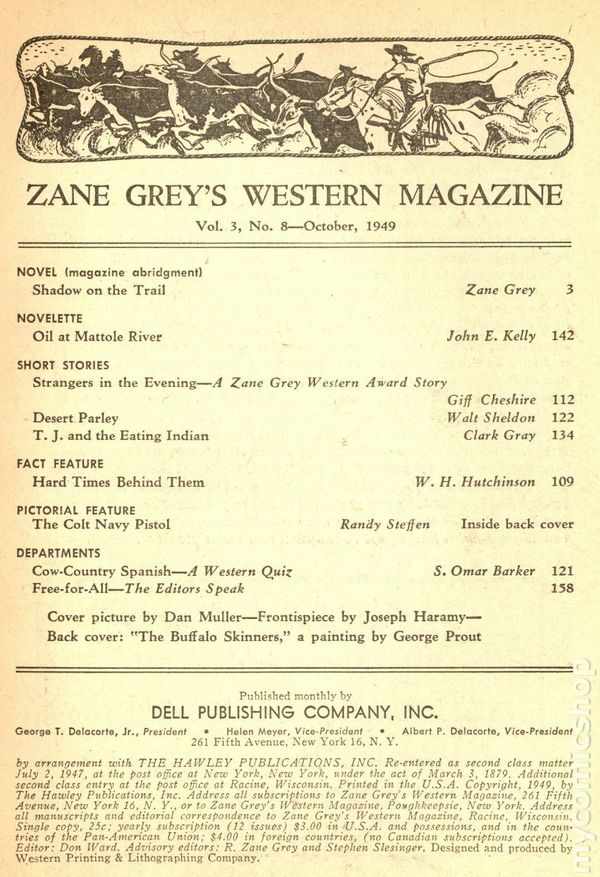 ZANE GREY'S WESTERN MAGAZINE
Vol. 3, No. 8—October, 1949
NOVEL (magazine abridgment)
Shadow on the Trail Zane Grey 3
NOVELETTE
Oil at Mattole River John E. Kelly 142
SHORT STORIES
Strangers in the Evening—A Zane Grey Western Award Story
Giff Cheshire 112
Desert Parley Walt Sheldon 122
T. J. and the Eating Indian Clark Gray 134
FACT FEATURE
Hard Times Behind Them W. H. Hutchinson 109
PICTORIAL FEATURE
The Colt Navy Pistol Randy Steffen Inside back cover
DEPARTMENTS
Cow-Country Spanish—A Western Quiz S. Omar Barker 121
Free-for-All—The Editors Speak 158
Cover picture by Dan Muller—Frontispiece by Joseph Haramy—
Back cover: "The Buffalo Skinners," a painting by George Prout
Published monthly by
DELL PUBLISHING COMPANY, INC.
George T. Delacorte, Jr., President • Helen Meyer, Vice-President • Albert P. Delacorte, Vice-President
261 Fifth Avenue, New York 16, N. Y.
by arrangement with THE HAWLEY PUBLICATIONS, INC. Re-entered as second class matter
July 2, 1947, at the post office at New York, New York, under the act of March 3, 1879. Additional
second class entry at the post office at Racine, Wisconsin. Printed in the U.S.A. Copyright, 1949, by
The Hawley Publications, Inc. Address all subscriptions to Zane Grey's Western Magazine, 261 Fifth
Avenue, New York 16, N. Y., or to Zane Grey's Western Magazine, Poughkeepsie, New York. Address
all manuscripts and editorial correspondence to Zane Grey's Western Magazine, Racine, Wisconsin.
Single copy, 25c; yearly subscription (12 issues) $3.00 in U.S.A. and possessions, and in the coun-
tries of the Pan-American Union; $4.00 in foreign countries, (no Canadian subscriptions accepted).
Editor: Don Ward. Advisory editors: R. Zane Grey and Stephen Slesinger. Designed and produced by
Western Printing & Lithographing Company.
mycomicshop